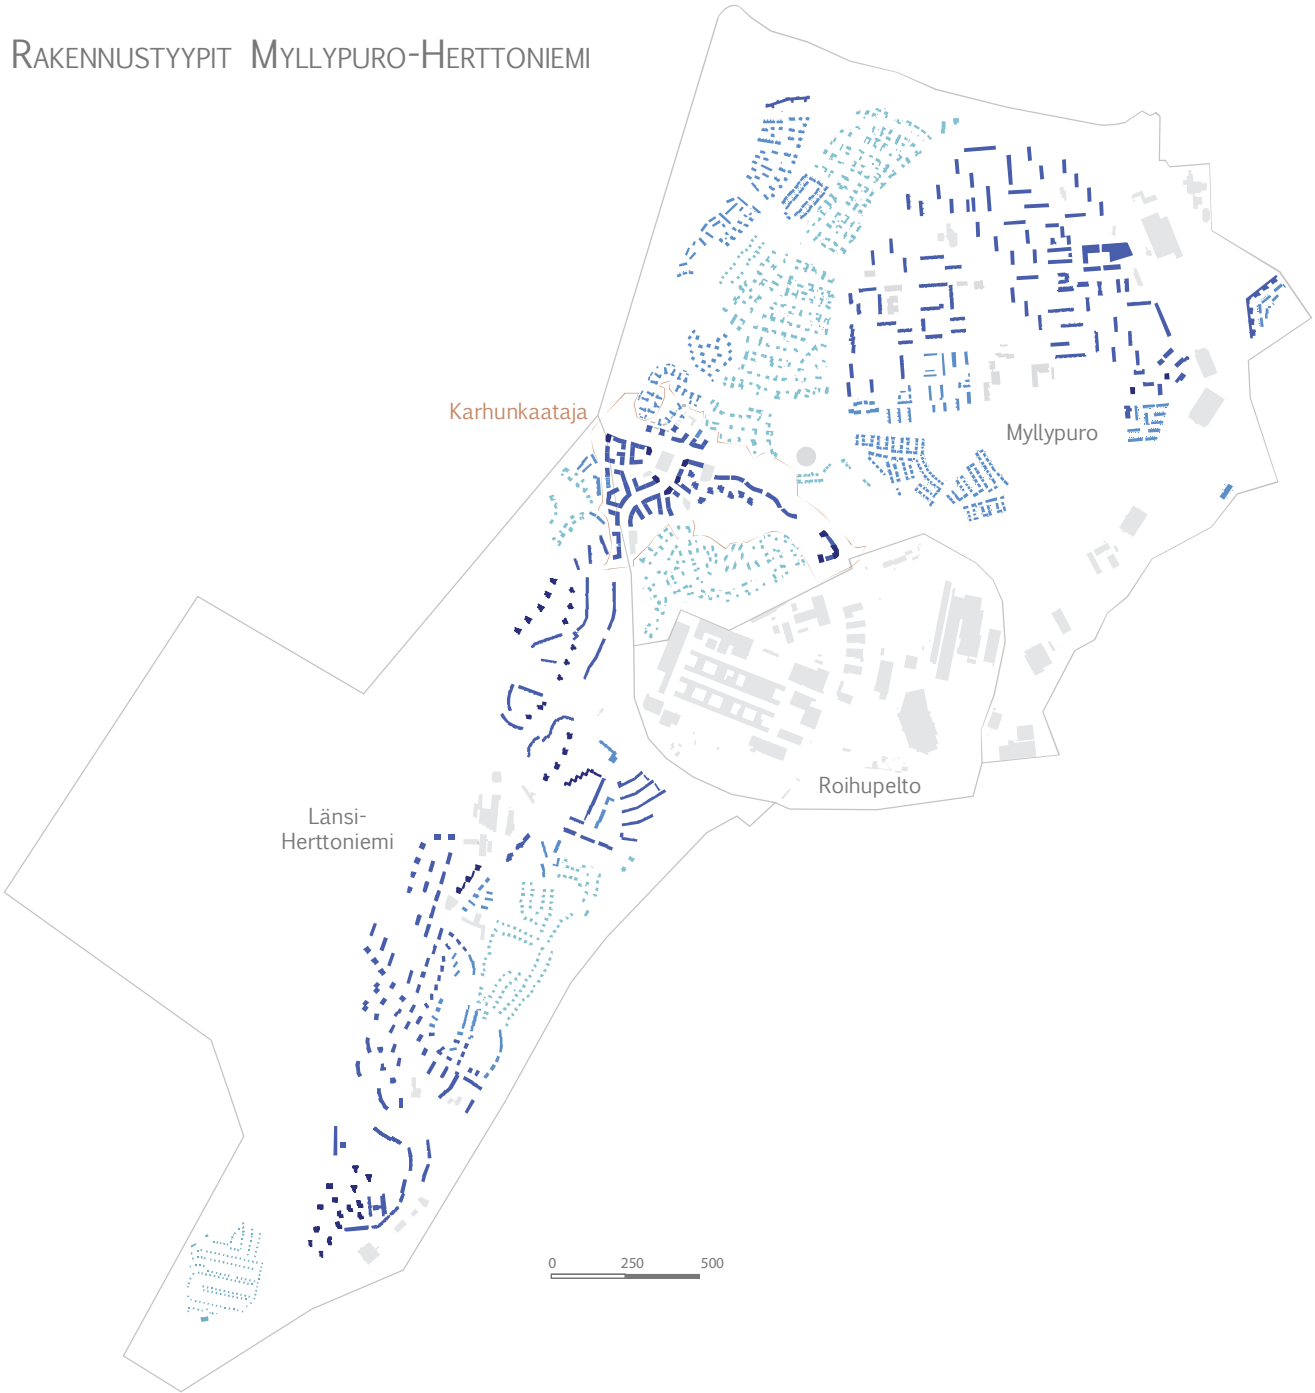 RAKENNUSTYYPIT MYLLYPURO-HERTTONIEMI
Karhunkaataja
Myllypuro
Roihupelto
Länsi-
Herttoniemi
0 250 500